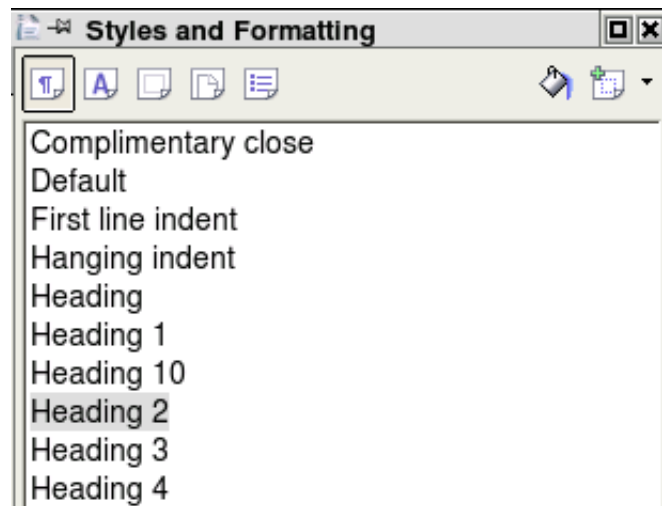 Styles and Formatting
Complimentary close
Default
First line indent
Hanging indent
Heading
Heading 1
Heading 10
Heading 2
Heading 3
Heading 4